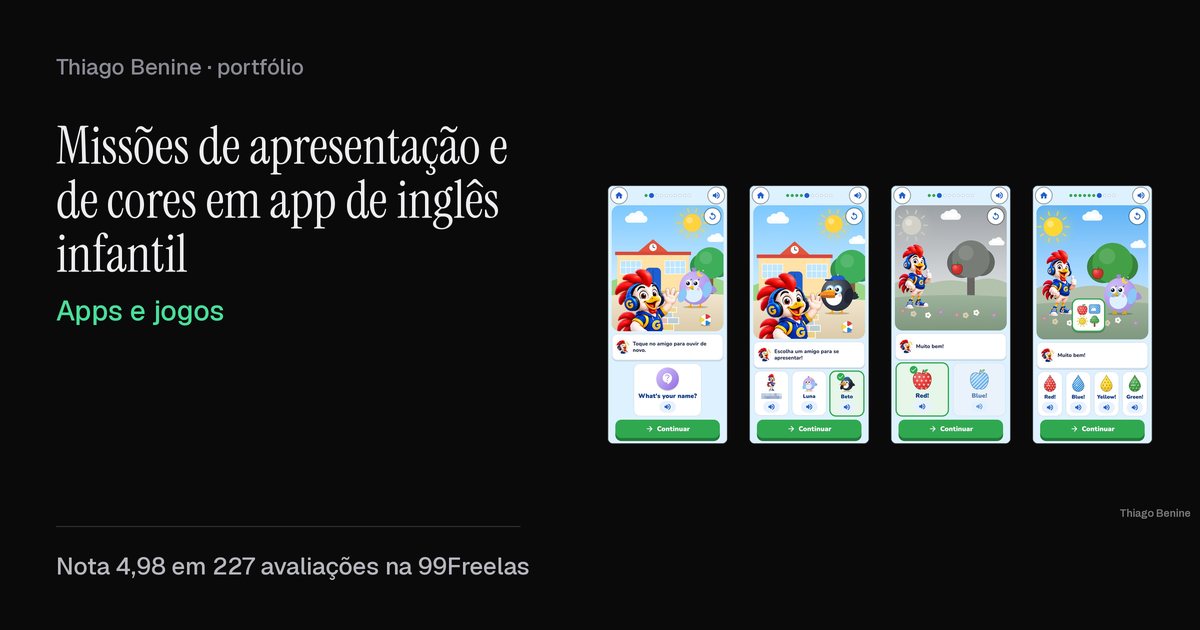 Thiago Benine · portfólio
Missões de apresentação e
de cores em app de inglês
infantil
Apps e jogos
Toque no amigo para ouvir de
novo.
What's your name?
Continuar
Escolha um amigo para se
apresentar!
Luna
Beto
Continuar
Muito bem!
Red!
Blue!
Continuar
Muito bem!
Red!
Blue!
Yellow!
Green!
Continuar
Thiago Benine
Nota 4,98 em 227 avaliações na 99Freelas